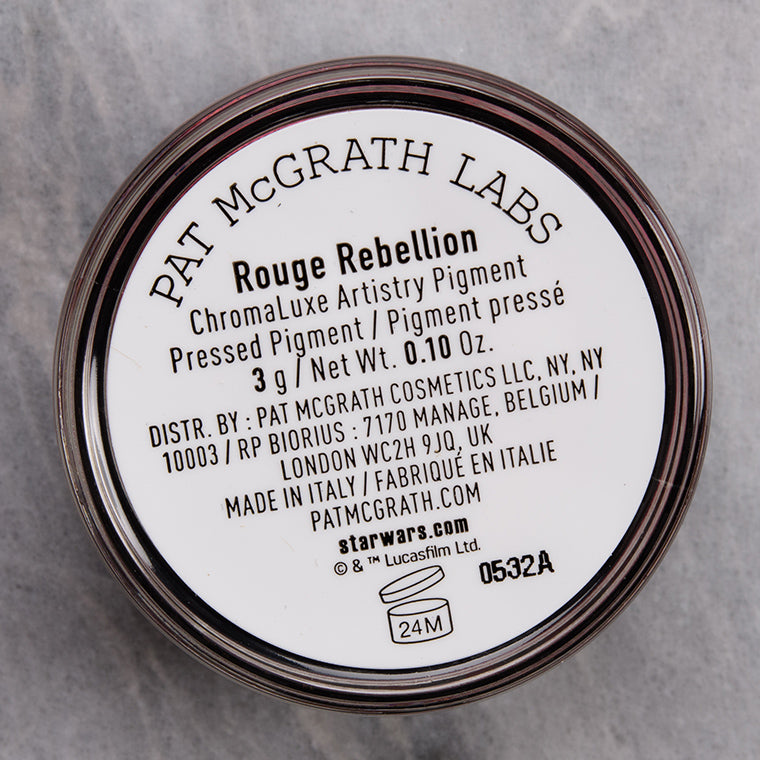 PAT McGRATH LABS
Rouge Rebellion
ChromaLuxe Artistry Pigment
Pressed Pigment / Pigment pressé
3 g / Net Wt. 0.10 Oz.
DISTR. BY : PAT MCGRATH COSMETICS LLC, NY, NY
10003 / RP BIORIUS : 7170 MANAGE, BELGIUM /
LONDON WC2H 9JQ, UK
MADE IN ITALY / FABRIQUÉ EN ITALIE
PATMCGRATH.COM
starwars.com
© & ™ Lucasfilm Ltd.
0532A
24M